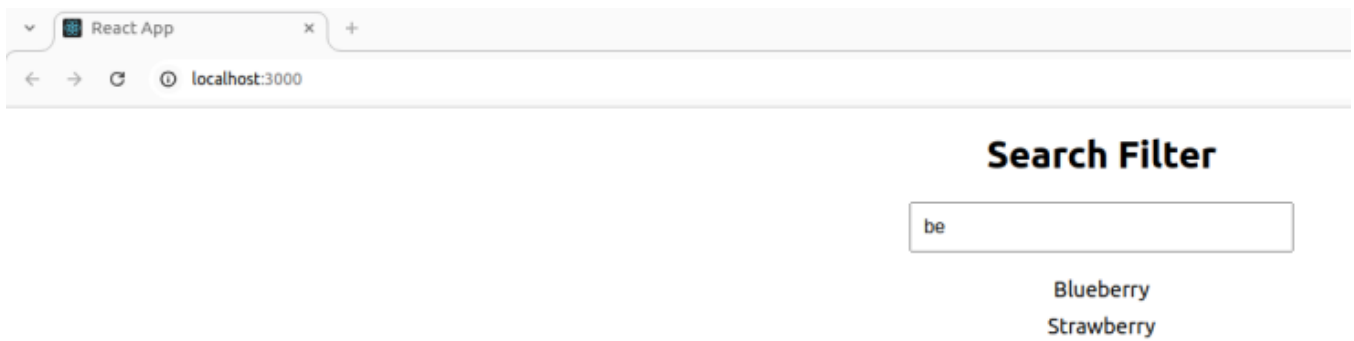 React App
localhost:3000
Search Filter
be
Blueberry
Strawberry